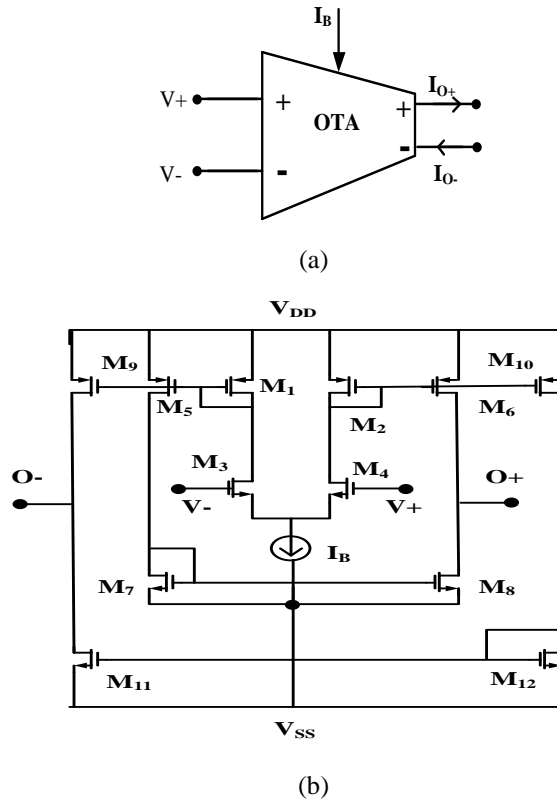 I_B
V+
+
+
I_O+
OTA
V-
-
-
I_O-
(a)
V_DD
M_9
M_10
M_5
M_1
M_2
M_6
O-
M_3
M_4
O+
V-
V+
I_B
M_7
M_8
M_11
M_12
V_SS
(b)